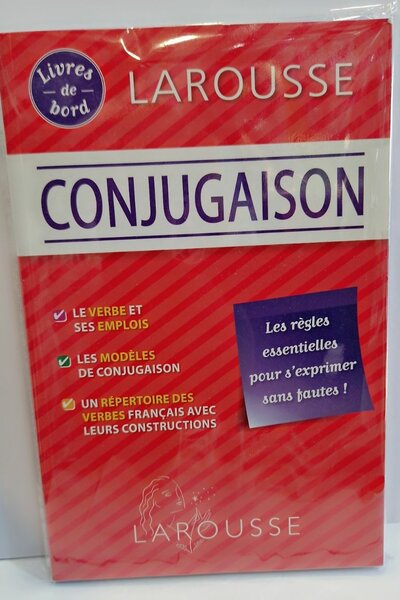 Livres
de
bord
LAROUSSE
CONJUGAISON
LE VERBE ET
SES EMPLOIS
LES MODÈLES
DE CONJUGAISON
UN RÉPERTOIRE DES
VERBES FRANÇAIS AVEC
LEURS CONSTRUCTIONS
Les règles
essentielles
pour s'exprimer
sans fautes !
LAROUSSE